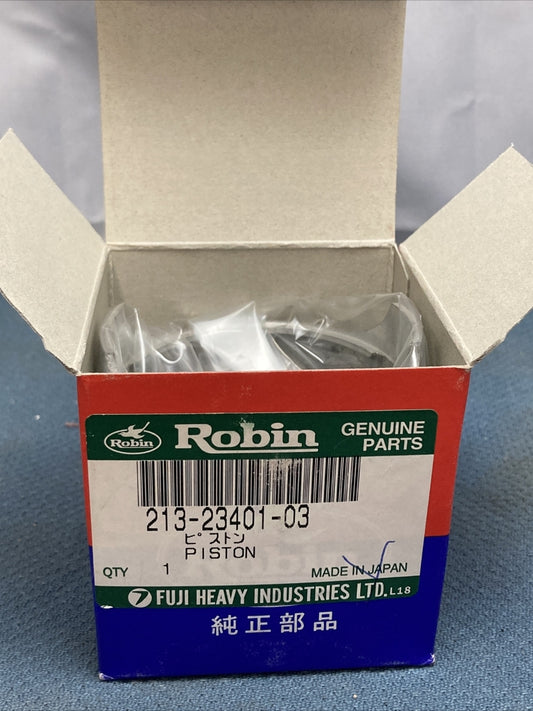 Robin
Robin
GENUINE
PARTS
213-23401-03
ピストン
PISTON
Robin
QTY 1
MADE IN JAPAN
FUJI HEAVY INDUSTRIES LTD. L18
純正部品